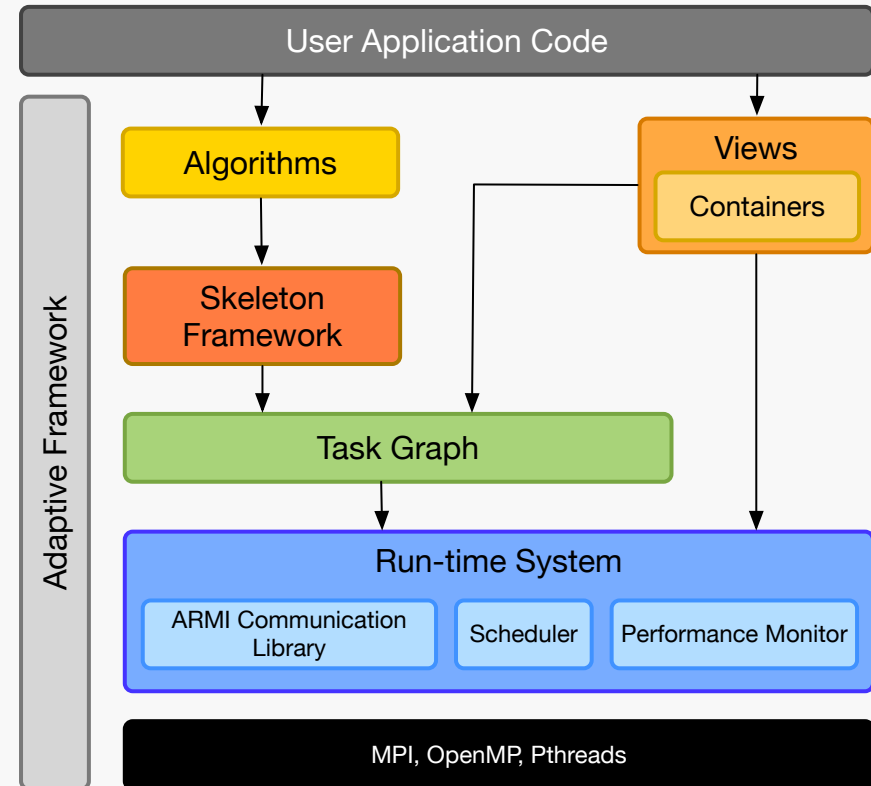 User Application Code
Algorithms
Views
Containers
Skeleton
Framework
Adaptive Framework
Task Graph
Run-time System
ARMI Communication
Library
Scheduler
Performance Monitor
MPI, OpenMP, Pthreads